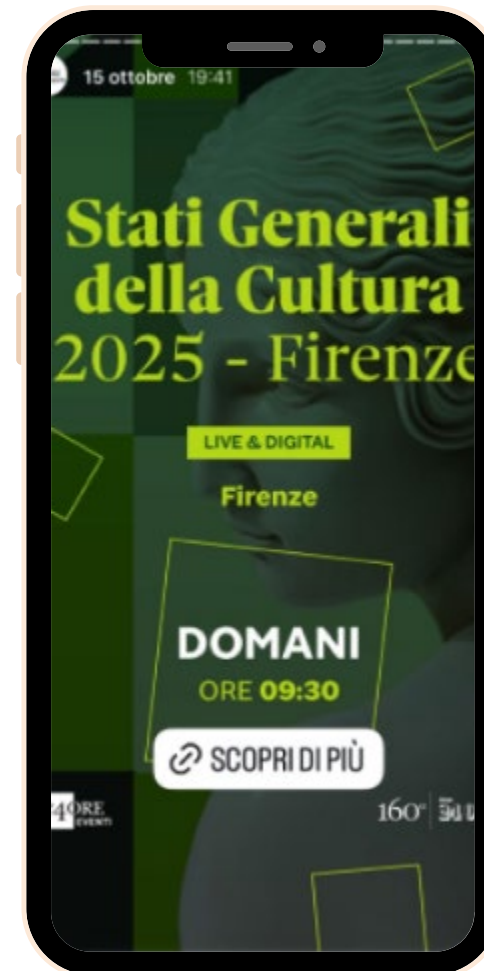 15 ottobre 19:41
Stati Generali
della Cultura
2025 - Firenze
LIVE & DIGITAL
Firenze
DOMANI
ORE 09:30
SCOPRI DI PIÙ
4ORE
EVENTI
160°